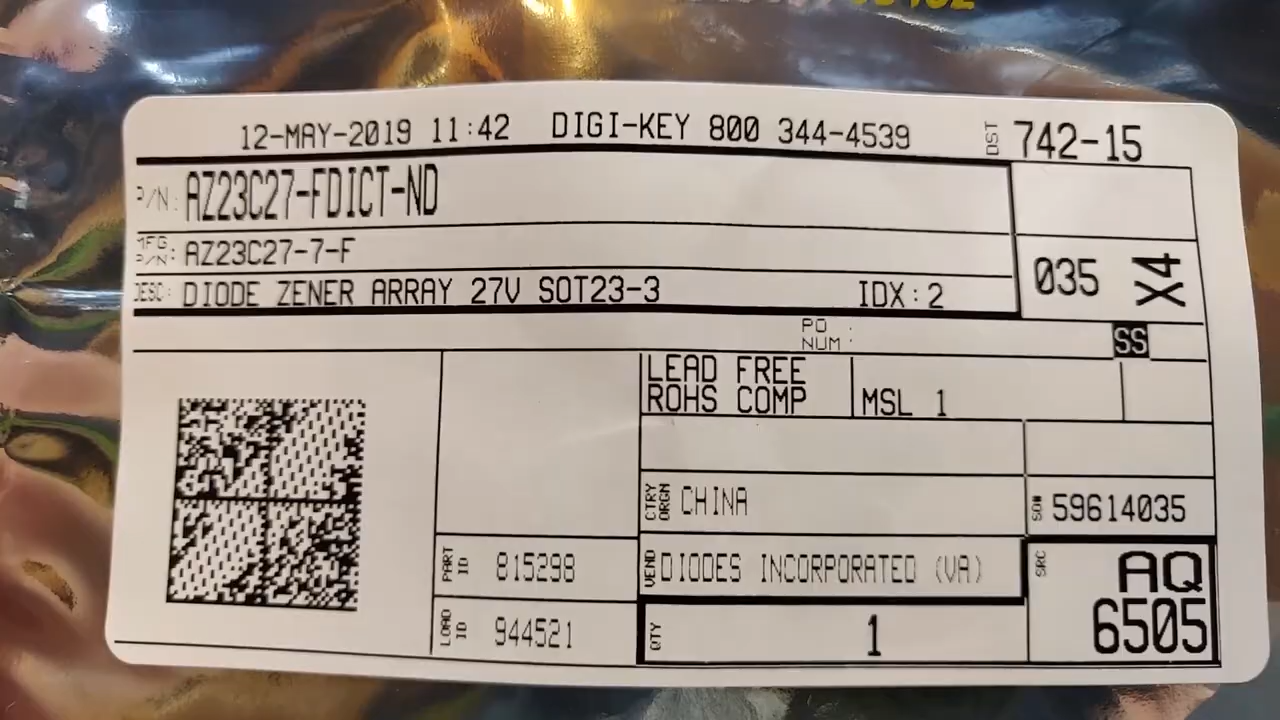 12-MAY-2019 11:42 DIGI-KEY 800 344-4539 DST 742-15
P/N: AZ23C27-FDICT-ND
MFG P/N: AZ23C27-7-F
035 X4
DESC: DIODE ZENER ARRAY 27V SOT23-3 IDX:2
PO NUM :
SS
LEAD FREE
ROHS COMP
MSL 1
CTRY ORGN CHINA
SO# 59614035
PART ID 815298
VEND DIODES INCORPORATED (VA)
SRC AQ
6505
LOAD ID 944521
QTY 1